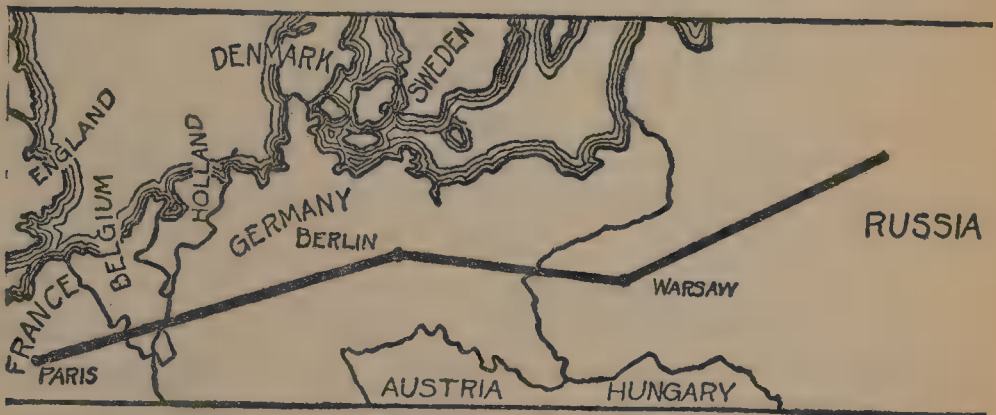 DENMARK
SWEDEN
ENGLAND
HOLLAND
BELGIUM
GERMANY
BERLIN
RUSSIA
WARSAW
FRANCE
PARIS
AUSTRIA
HUNGARY